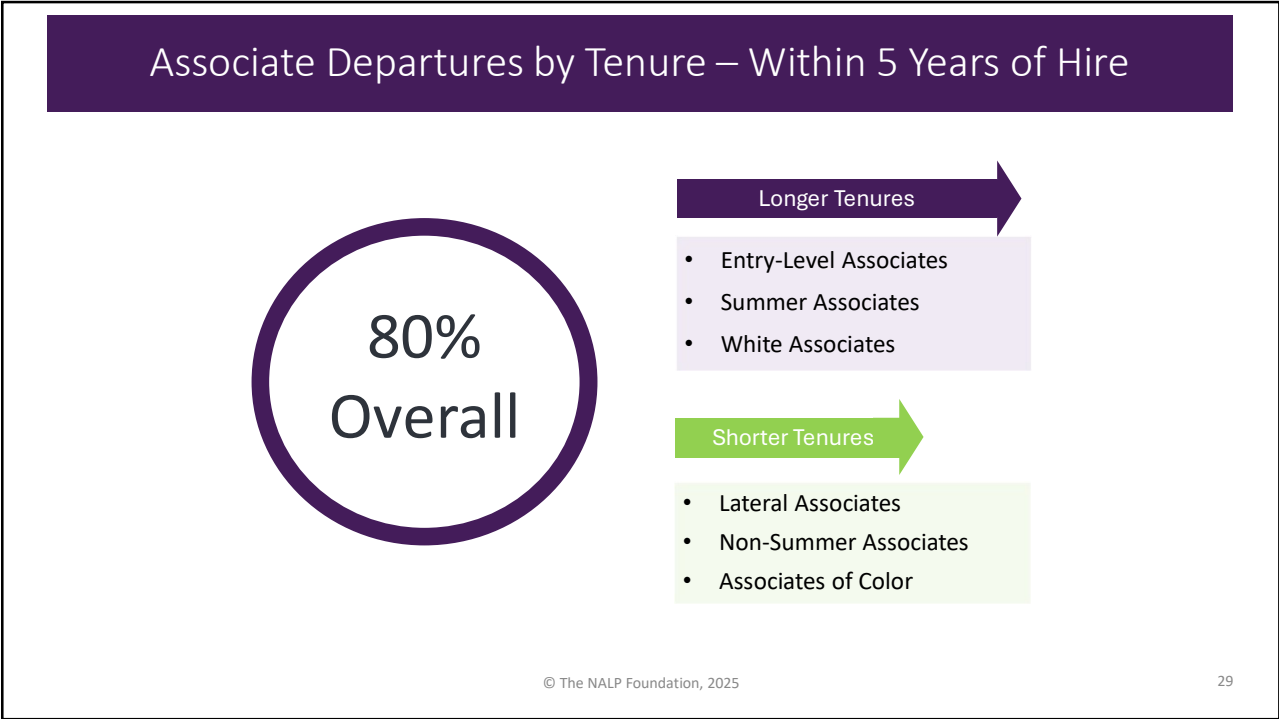 Associate Departures by Tenure – Within 5 Years of Hire
80%
Overall
Longer Tenures
• Entry-Level Associates
• Summer Associates
• White Associates
Shorter Tenures
• Lateral Associates
• Non-Summer Associates
• Associates of Color
© The NALP Foundation, 2025
29